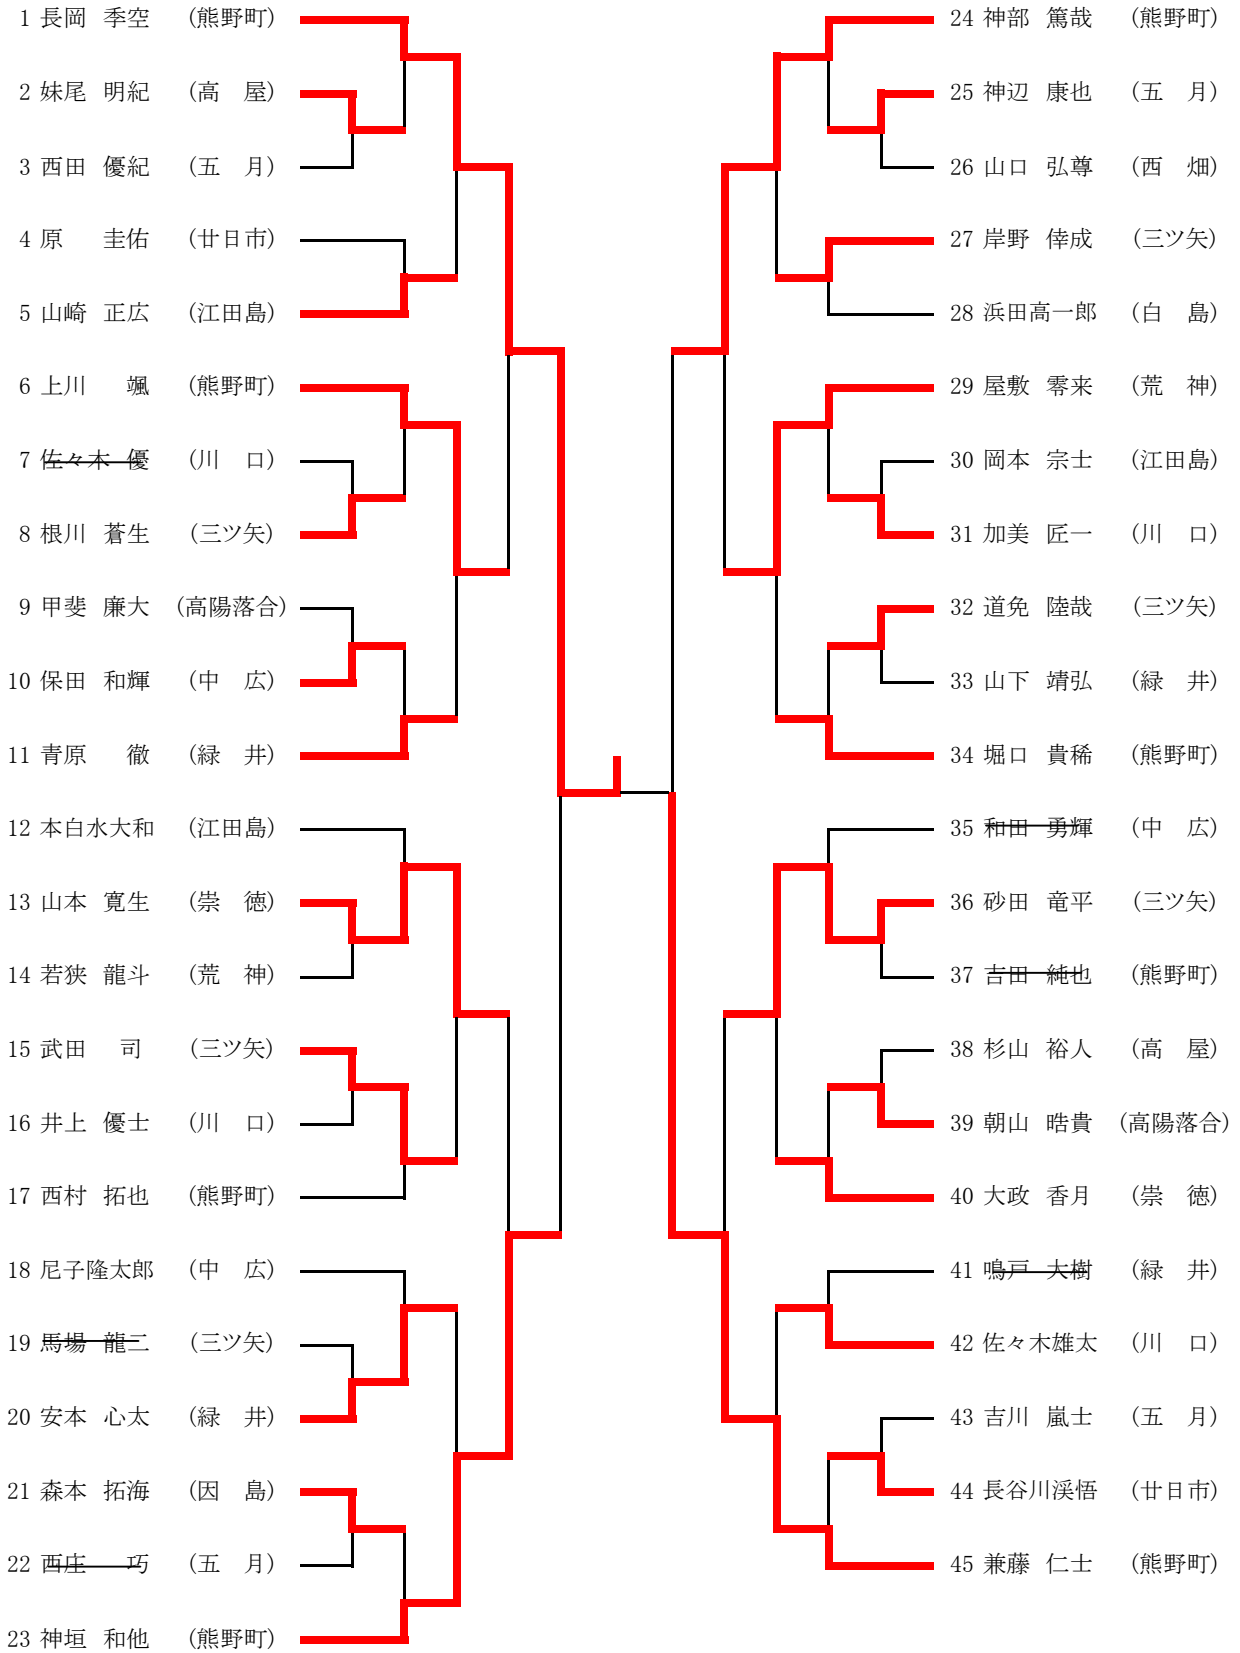 1 長岡 季空 (熊野町)
2 妹尾 明紀 (高 屋)
3 西田 優紀 (五 月)
4 原 圭佑 (廿日市)
5 山崎 正広 (江田島)
6 上川 颯 (熊野町)
7 佐々木 優 (川 口)
8 根川 蒼生 (三ツ矢)
9 甲斐 廉大 (高陽落合)
10 保田 和輝 (中 広)
11 青原 徹 (緑 井)
12 本白水大和 (江田島)
13 山本 寛生 (崇 徳)
14 若狭 龍斗 (荒 神)
15 武田 司 (三ツ矢)
16 井上 優士 (川 口)
17 西村 拓也 (熊野町)
18 尼子隆太郎 (中 広)
19 馬場 龍二 (三ツ矢)
20 安本 心太 (緑 井)
21 森本 拓海 (因 島)
22 西庄 巧 (五 月)
23 神垣 和他 (熊野町)
24 神部 篤哉 (熊野町)
25 神辺 康也 (五 月)
26 山口 弘尊 (西 畑)
27 岸野 倖成 (三ツ矢)
28 浜田高一郎 (白 島)
29 屋敷 零来 (荒 神)
30 岡本 宗士 (江田島)
31 加美 匠一 (川 口)
32 道免 陸哉 (三ツ矢)
33 山下 靖弘 (緑 井)
34 堀口 貴稀 (熊野町)
35 和田 勇輝 (中 広)
36 砂田 竜平 (三ツ矢)
37 吉田 純也 (熊野町)
38 杉山 裕人 (高 屋)
39 朝山 晧貴 (高陽落合)
40 大政 香月 (崇 徳)
41 鳴戸 大樹 (緑 井)
42 佐々木雄太 (川 口)
43 吉川 嵐士 (五 月)
44 長谷川渓悟 (廿日市)
45 兼藤 仁士 (熊野町)